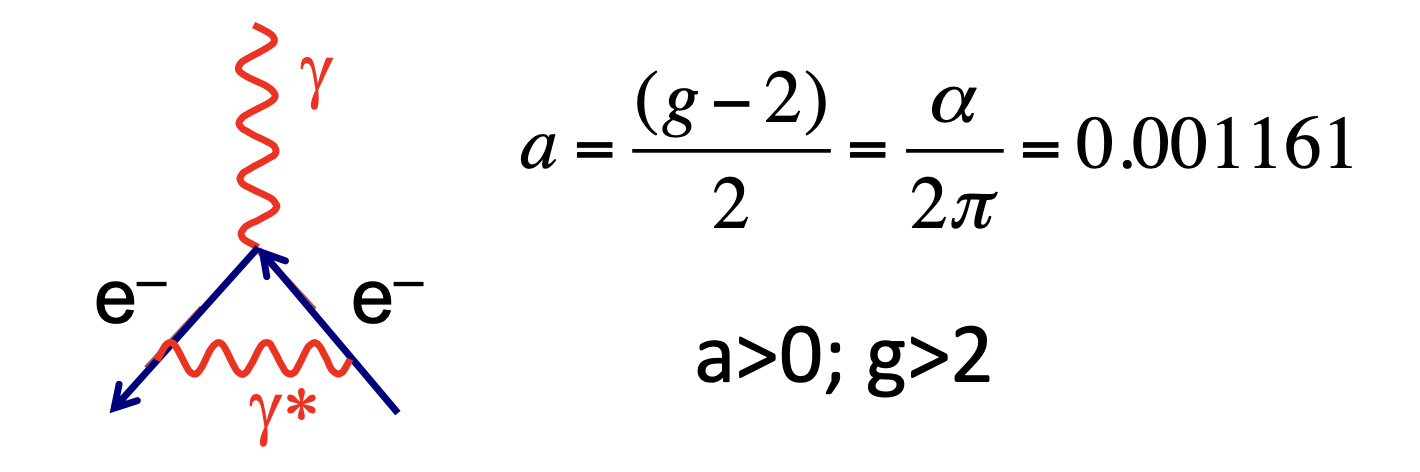 γ
a = (g − 2)/2 = α/2π = 0.001161
e⁻ e⁻
a>0; g>2
γ*